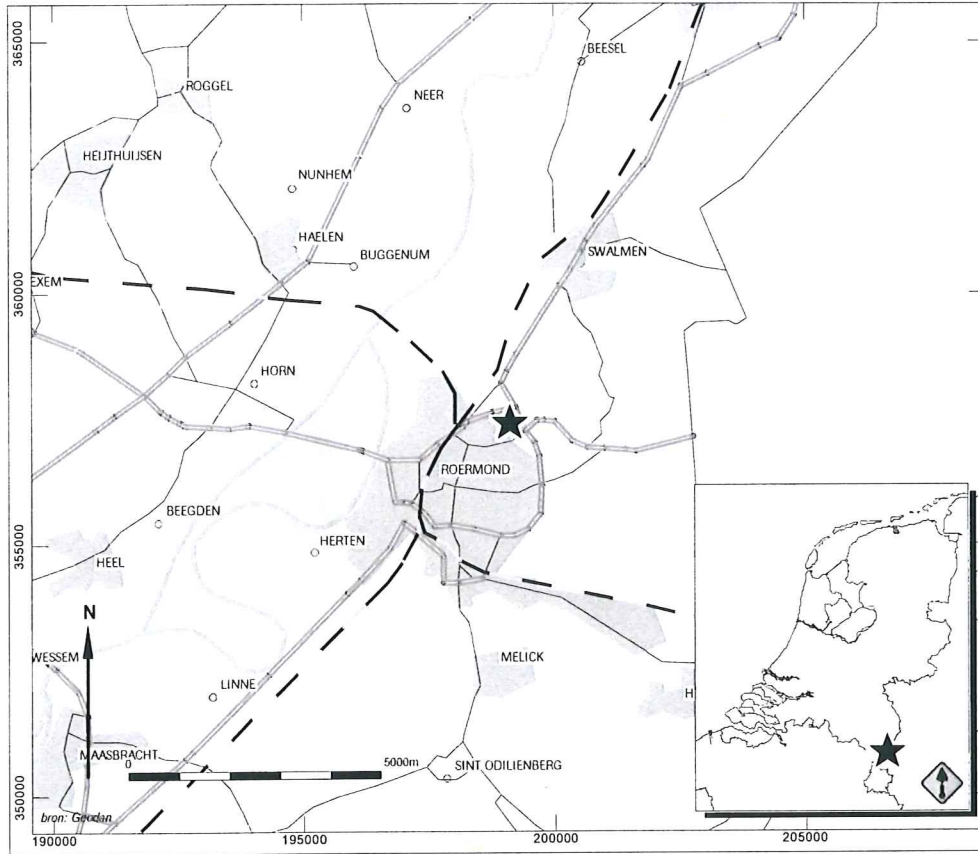 365000
BEESEL
ROGGEL
NEER
HEIJTHUIJSEN
NUNHEM
HAELEN
BUGGENUM
SWALMEN
EXEM
360000
HORN
ROERMOND
BEEGDEN
HERTEN
HEEL
355000
N
MELICK
WESSEM
LINNE
H
MAASBRACHT
0
5000m
SINT ODILIENBERG
350000
bron: Geodan
190000
195000
200000
205000